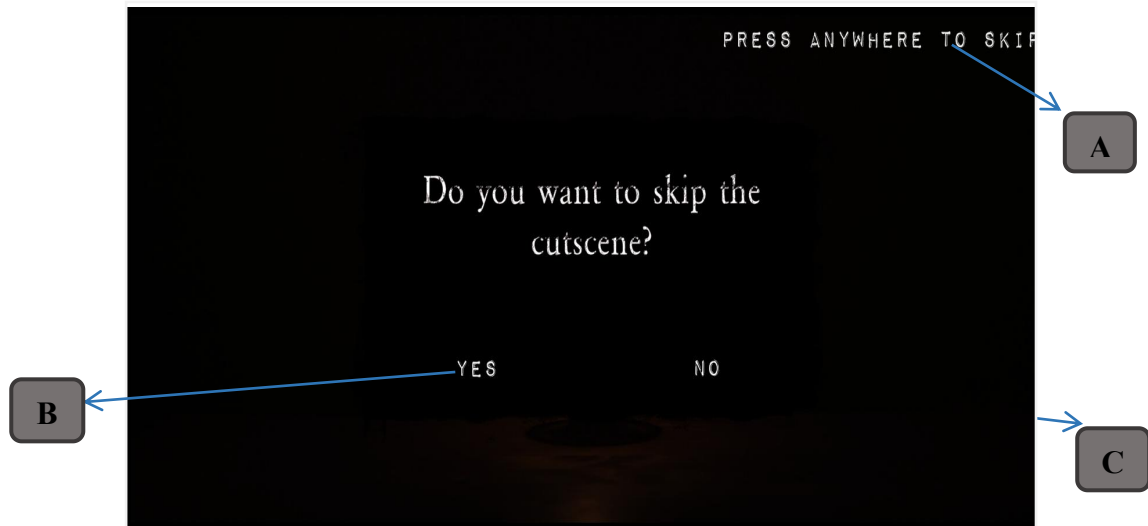 PRESS ANYWHERE TO SKIP
A
Do you want to skip the
cutscene?
YES
NO
B
C